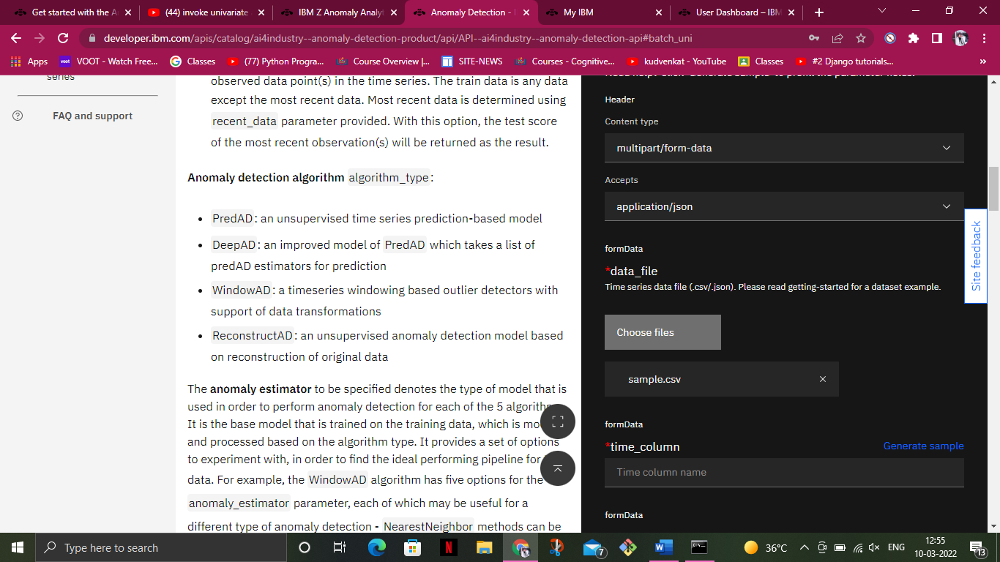 Get started with the A
(44) invoke univariate
IBM Z Anomaly Analyt
Anomaly Detection - I
My IBM
User Dashboard – IBM
developer.ibm.com/apis/catalog/ai4industry--anomaly-detection-product/api/API--ai4industry--anomaly-detection-api#batch_uni
Apps
voot
VOOT - Watch Free...
Classes
(77) Python Progra...
Course Overview |...
SITE-NEWS
Courses - Cognitive...
kudvenkat - YouTube
Classes
#2 Django tutorials...
series
FAQ and support
observed data point(s) in the time series. The train data is any data
except the most recent data. Most recent data is determined using
recent_data parameter provided. With this option, the test score
of the most recent observation(s) will be returned as the result.
Anomaly detection algorithm algorithm_type:
PredAD: an unsupervised time series prediction-based model
DeepAD: an improved model of PredAD which takes a list of
predAD estimators for prediction
WindowAD: a timeseries windowing based outlier detectors with
support of data transformations
ReconstructAD: an unsupervised anomaly detection model based
on reconstruction of original data
The anomaly estimator to be specified denotes the type of model that is
used in order to perform anomaly detection for each of the 5 algorithm
It is the base model that is trained on the training data, which is mo
and processed based on the algorithm type. It provides a set of options
to experiment with, in order to find the ideal performing pipeline for
data. For example, the WindowAD algorithm has five options for the
anomaly_estimator parameter, each of which may be useful for a
different type of anomaly detection - NearestNeighbor methods can be
Header
Content type
multipart/form-data
Accepts
application/json
formData
*data_file
Time series data file (.csv/.json). Please read getting-started for a dataset example.
Choose files
sample.csv
formData
*time_column
Generate sample
Time column name
formData
Site feedback
Type here to search
N
7
W
36°C
ENG
12:55
10-03-2022
13